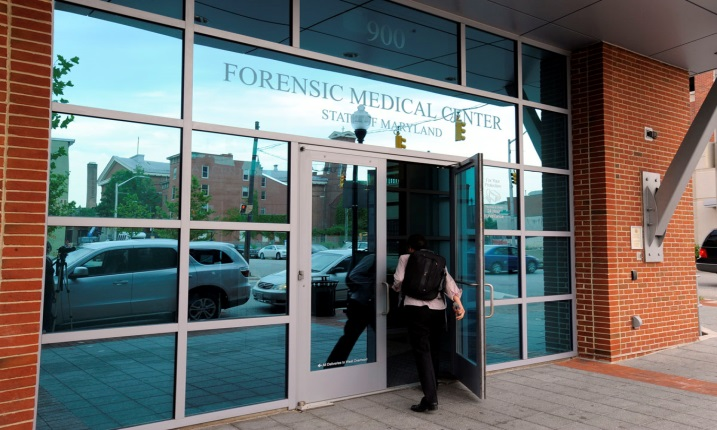 900
FORENSIC MEDICAL CENTER
STATE OF MARYLAND